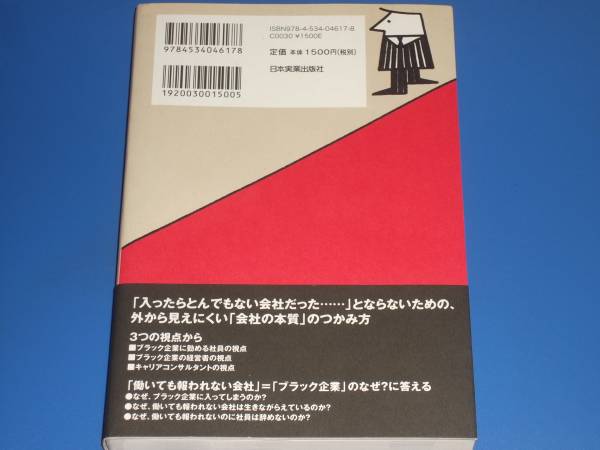 9784534046178
1920030015005
ISBN978-4-534-04617-8
C0030 ¥1500E
定価 本体1500円(税別)
日本実業出版社
「入ったらとんでもない会社だった……」とならないための、
外から見えにくい「会社の本質」のつかみ方
3つの視点から
■ブラック企業に勤める社員の視点
■ブラック企業の経営者の視点
■キャリアコンサルタントの視点
「働いても報われない会社」=「ブラック企業」のなぜ?に答える
●なぜ、ブラック企業に入ってしまうのか?
●なぜ、働いても報われない会社は生きながらえているのか?
●なぜ、働いても報われないのに社員は辞めないのか?